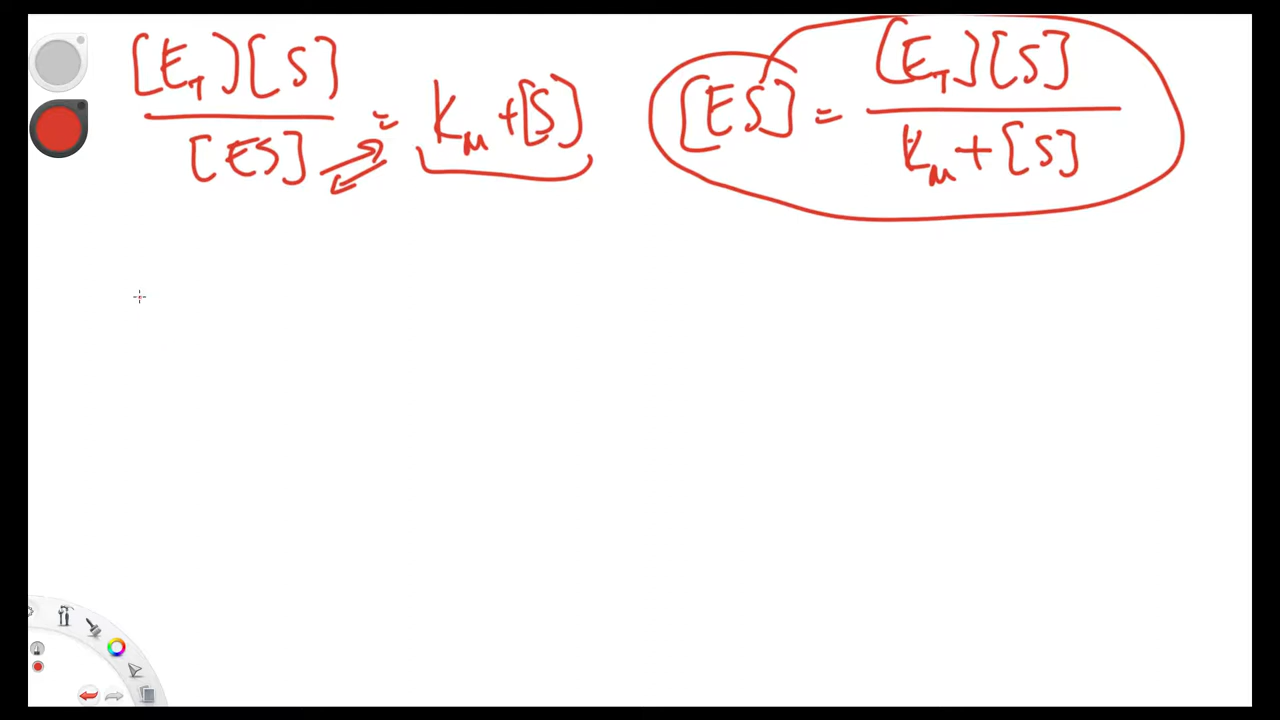 [E_T][S] / [ES] = K_M + [S]
[ES] = [E_T][S] / K_M + [S]